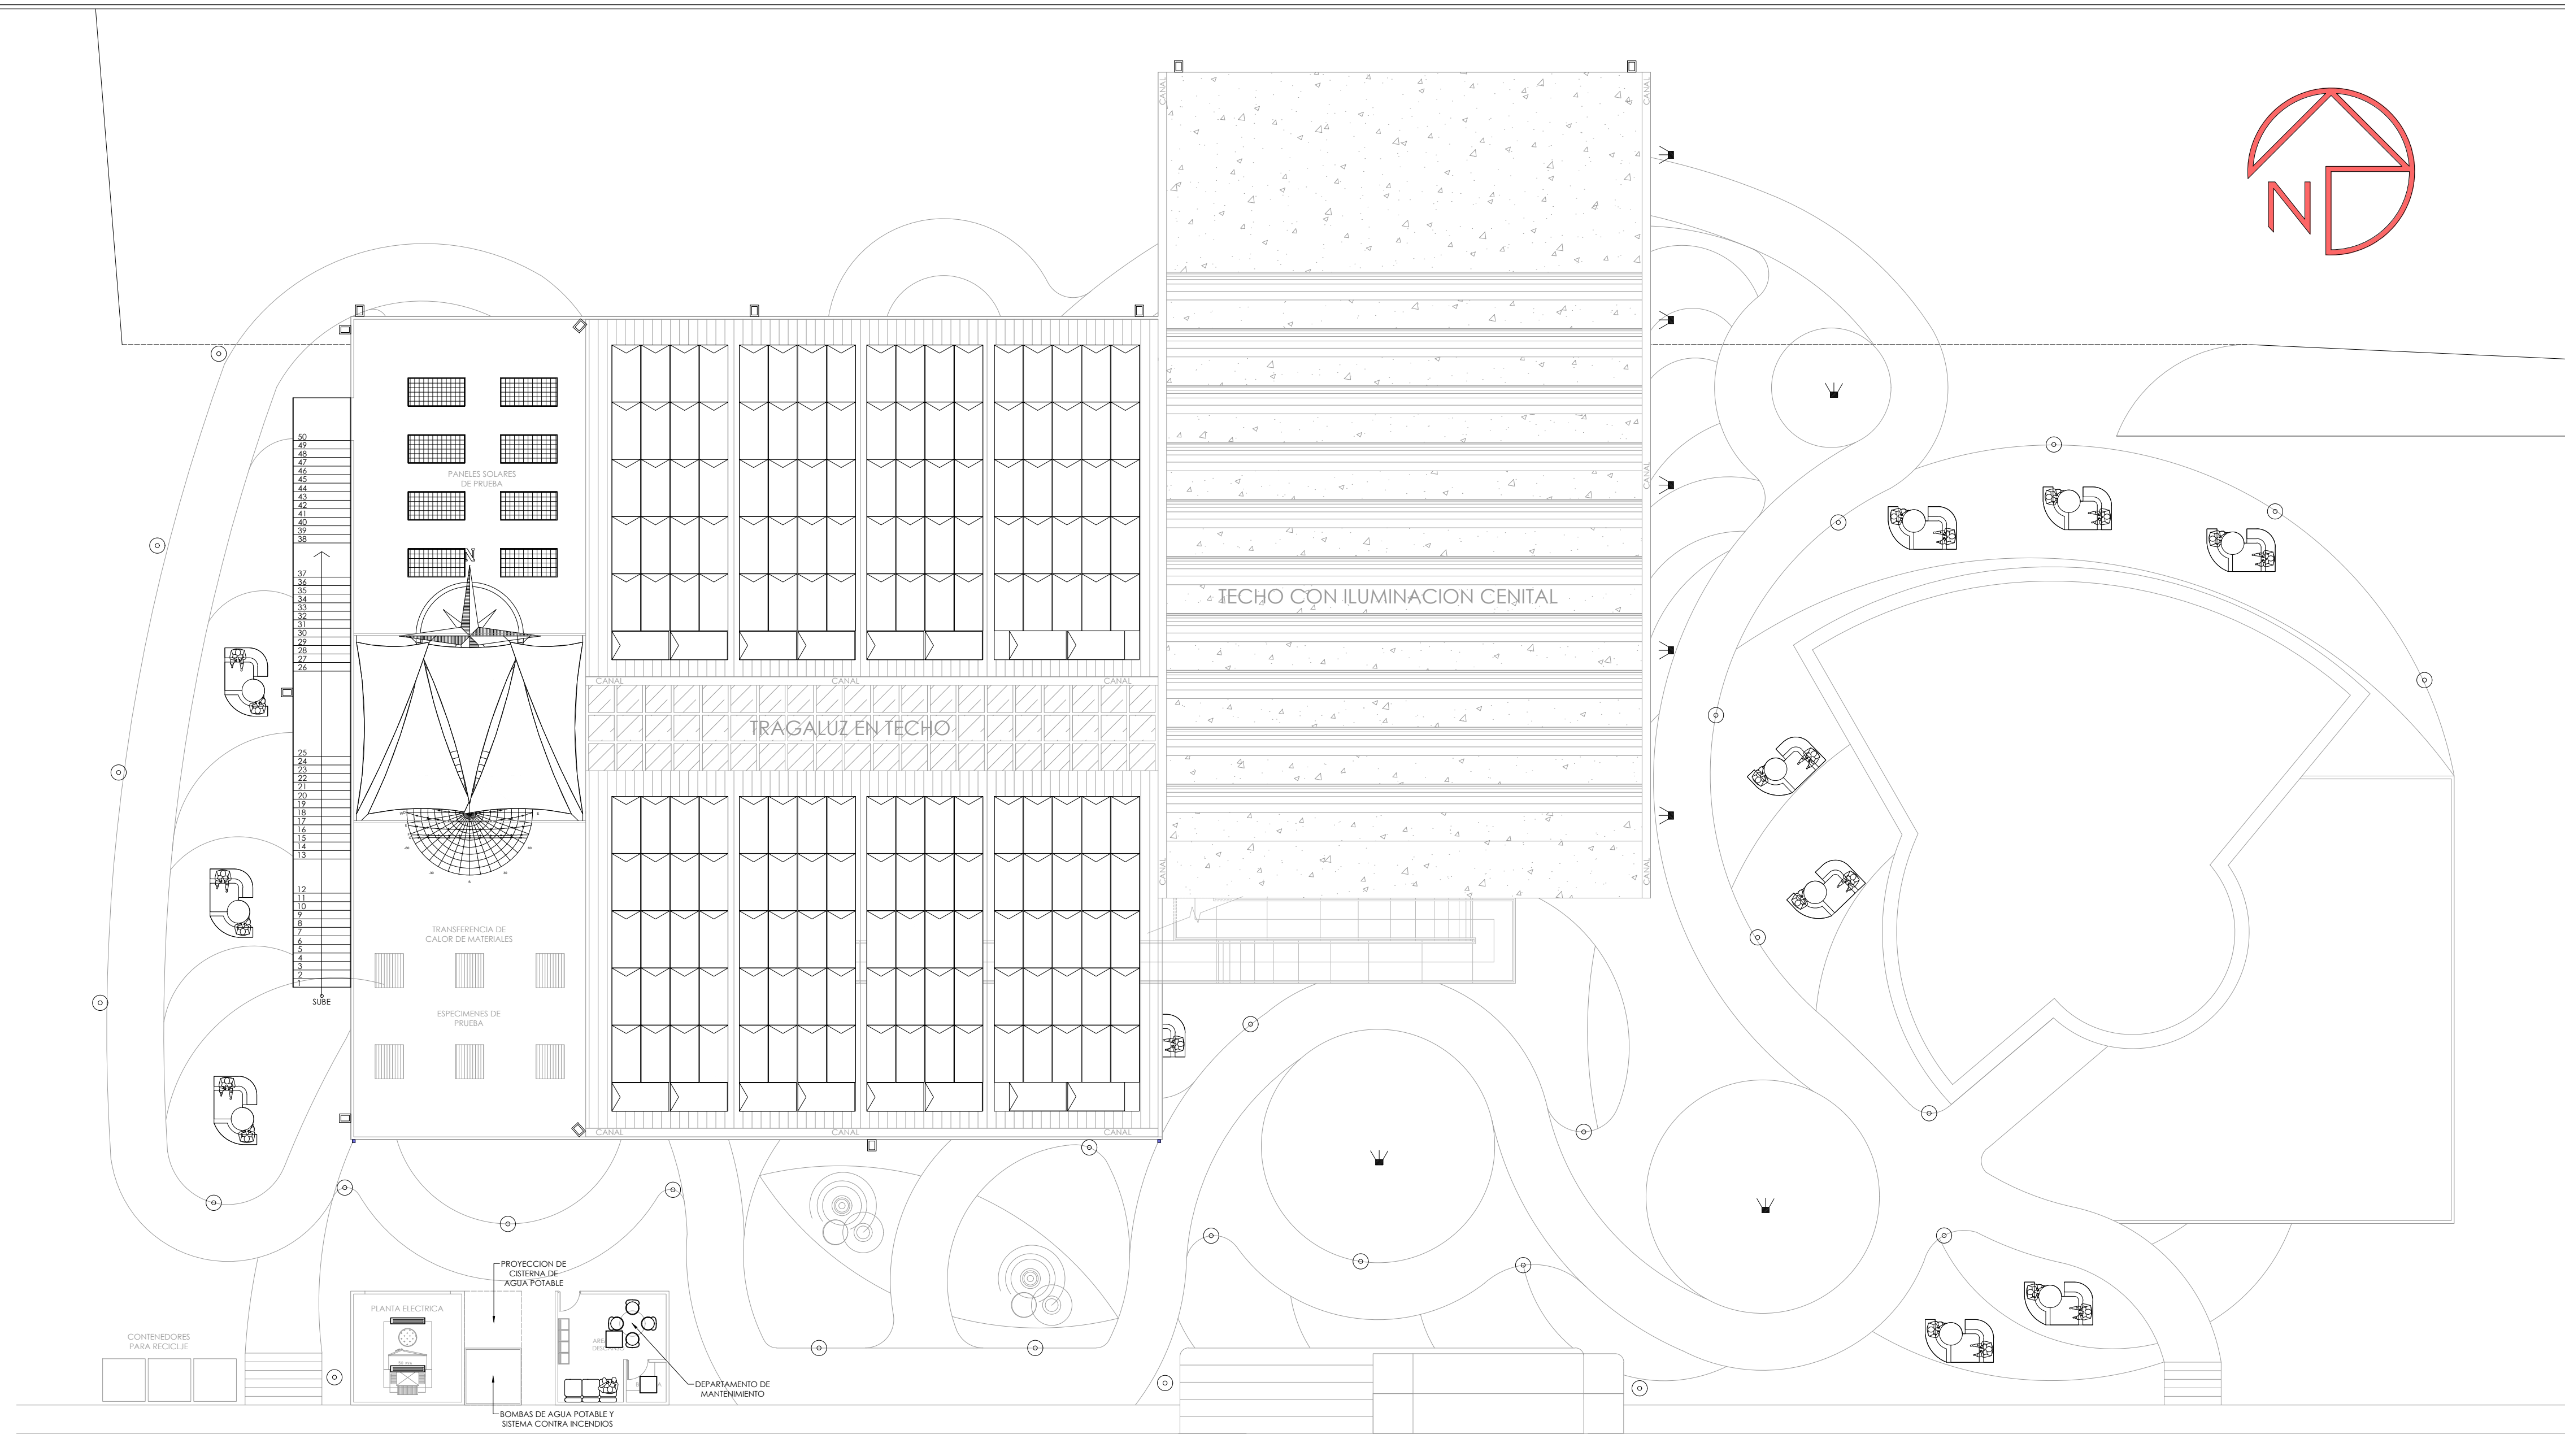 CANAL
CANAL
N
50
49
48
47
46
45
44
43
42
41
40
39
38
37
36
35
34
33
32
31
30
29
28
27
26
25
24
23
22
21
20
19
18
17
16
15
14
13
12
11
10
9
8
7
6
5
4
3
2
1
SUBE
PANELES SOLARES
DE PRUEBA
N
CANAL
TECHO CON ILUMINACION CENITAL
CANAL CANAL CANAL
TRAGALUZ EN TECHO
CANAL
CANAL
TRANSFERENCIA DE
CALOR DE MATERIALES
ESPECIMENES DE
PRUEBA
CANAL CANAL CANAL
PROYECCION DE
CISTERNA DE
AGUA POTABLE
PLANTA ELECTRICA
CONTENEDORES
PARA RECICLJE
DEPARTAMENTO DE
MANTENIMIENTO
BOMBAS DE AGUA POTABLE Y
SISTEMA CONTRA INCENDIOS